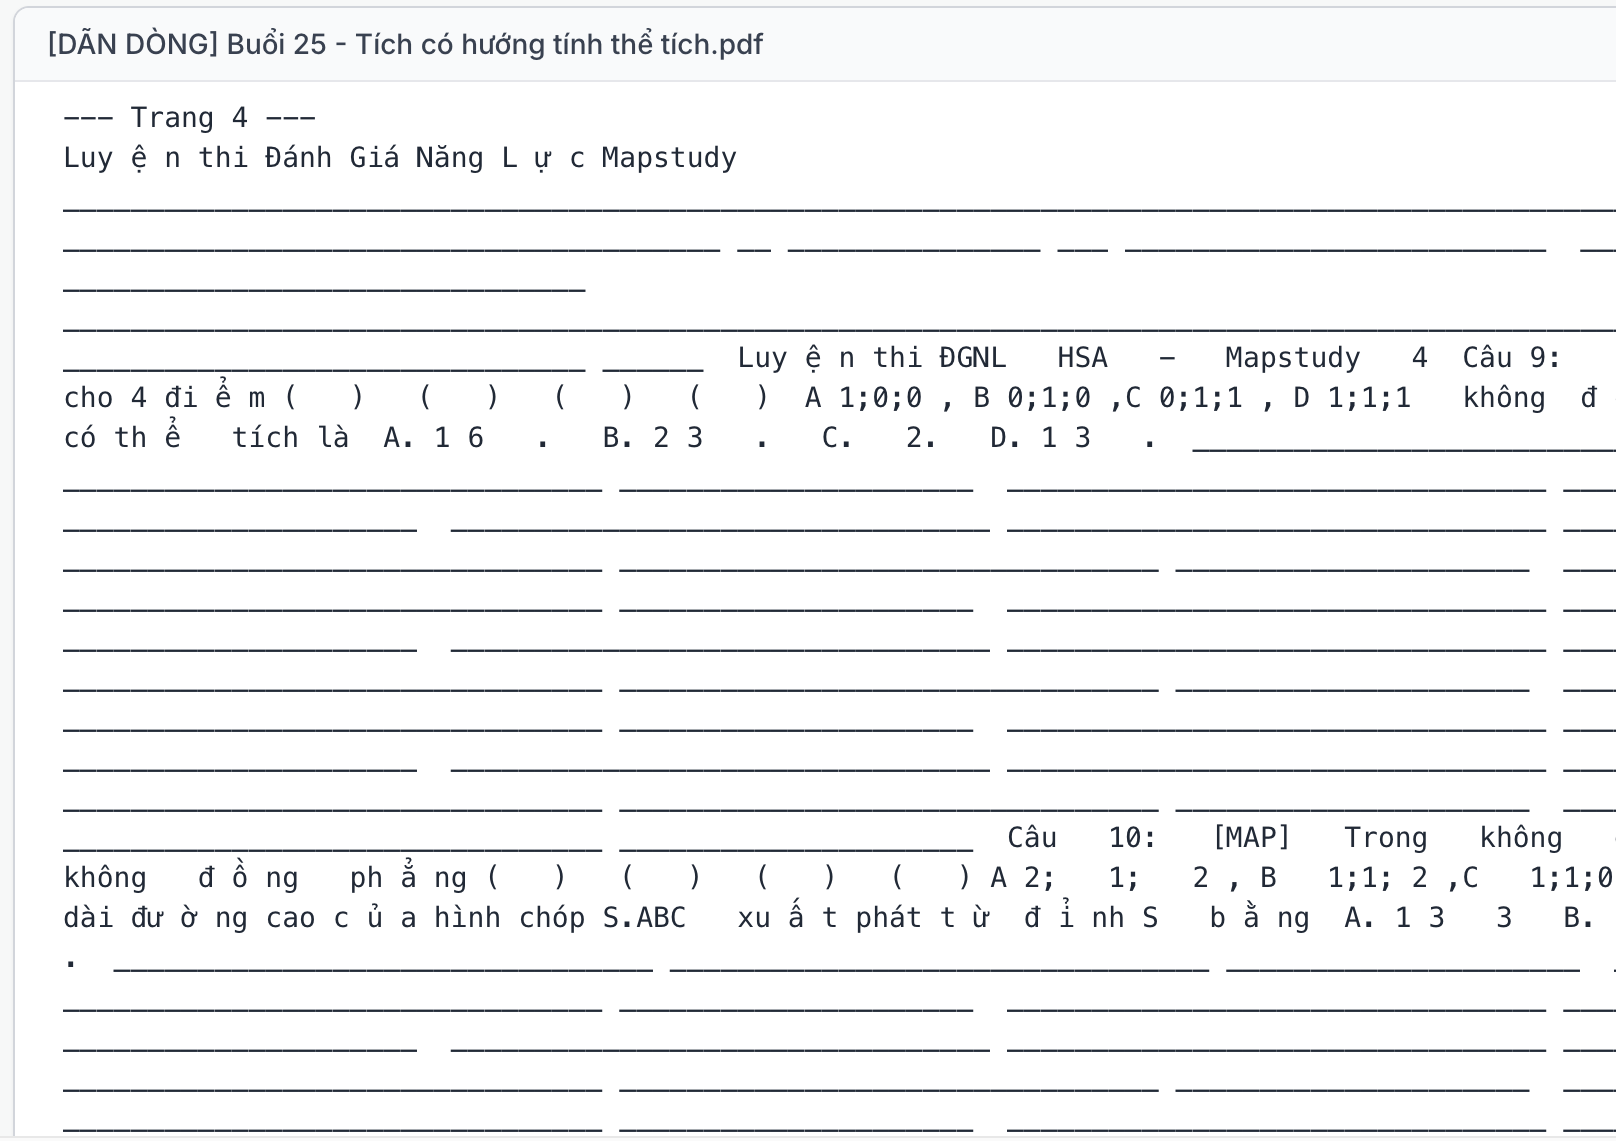 [DÃN DÒNG] Buổi 25 - Tích có hướng tính thể tích.pdf
--- Trang 4 ---
Luy ệ n thi Đánh Giá Năng L ự c Mapstudy
Luy ệ n thi ĐGNL HSA – Mapstudy 4 Câu 9:
cho 4 đi ể m ( ) ( ) ( ) ( ) A 1;0;0 , B 0;1;0 ,C 0;1;1 , D 1;1;1 không đ
có th ể tích là A. 1 6 . B. 2 3 . C. 2. D. 1 3 .
Câu 10: [MAP] Trong không
không đ ồ ng ph ẳ ng ( ) ( ) ( ) ( ) A 2; 1; 2 , B 1;1; 2 ,C 1;1;0
dài đư ờ ng cao c ủ a hình chóp S.ABC xu ấ t phát t ừ đ ỉ nh S b ằ ng A. 1 3 3 B.
.